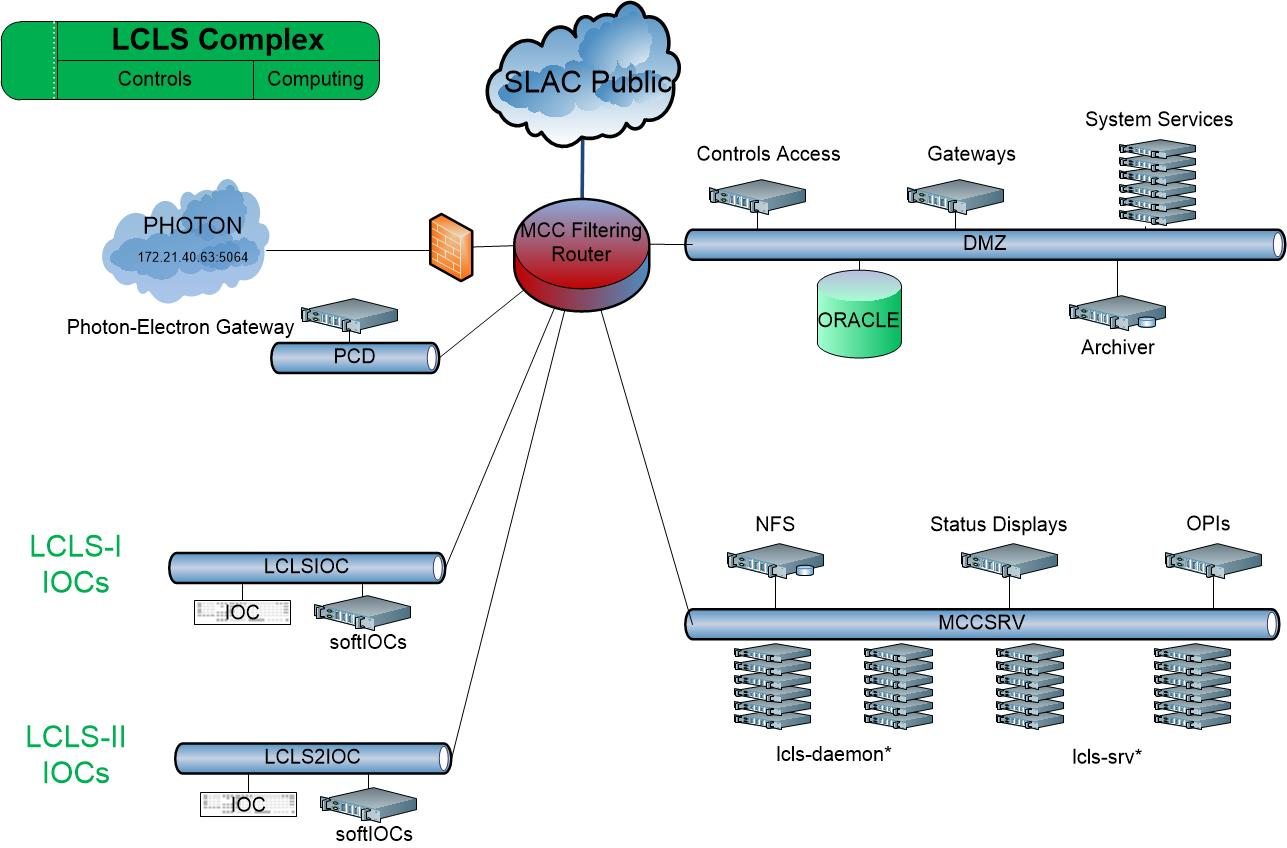 LCLS Complex
Controls
Computing
SLAC Public
System Services
Controls Access
Gateways
PHOTON
172.21.40.63:5064
MCC Filtering
Router
DMZ
ORACLE
Photon-Electron Gateway
PCD
Archiver
NFS
Status Displays
OPIs
LCLS-I
IOCs
LCLSIOC
IOC
softIOCs
MCCSRV
LCLS-II
IOCs
LCLS2IOC
IOC
softIOCs
lcls-daemon*
lcls-srv*